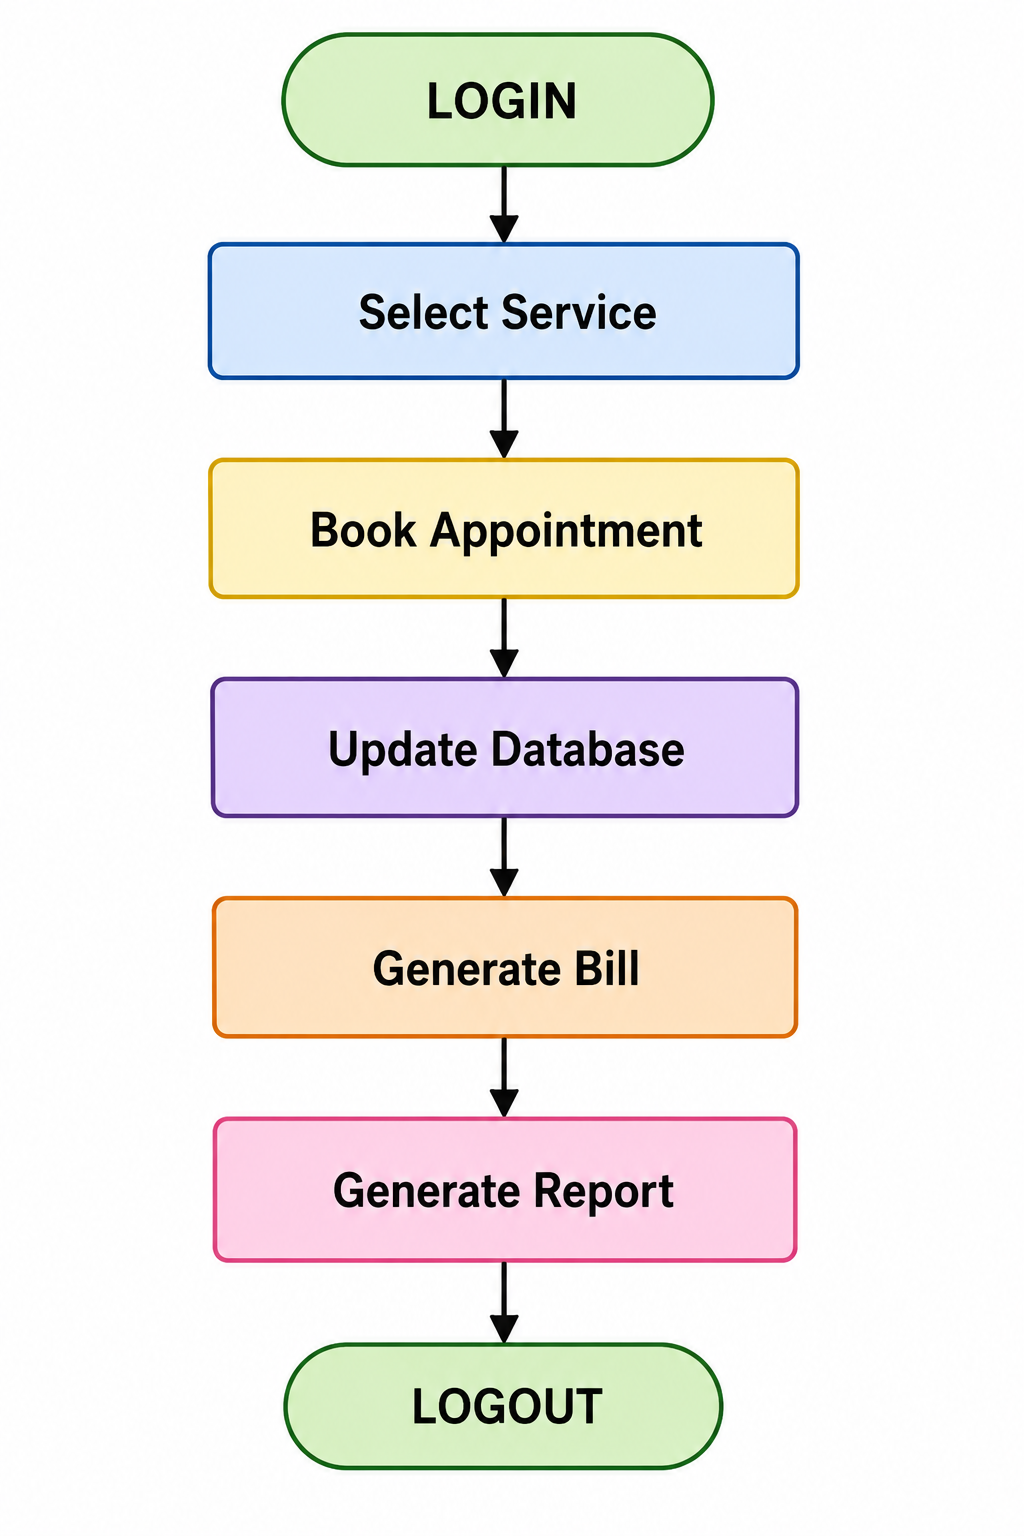 LOGIN
Select Service
Book Appointment
Update Database
Generate Bill
Generate Report
LOGOUT